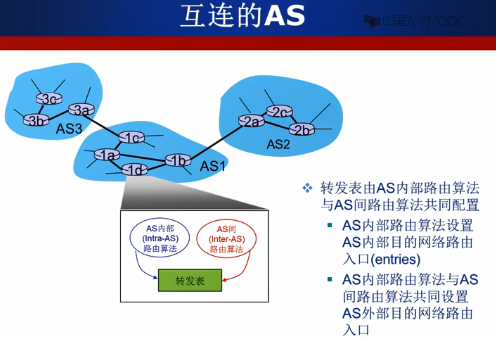 互连的AS
中国大学MOOC
3c
3a
3b
AS3
2c
2a
2b
AS2
1c
1a
1b
1d
AS1
AS内部
(Intra-AS)
路由算法
AS间
(Inter-AS)
路由算法
转发表
转发表由AS内部路由算法
与AS间路由算法共同配置
AS内部路由算法设置
AS内部目的网络路由
入口(entries)
AS内部路由算法与AS
间路由算法共同设置
AS外部目的网络路由
入口